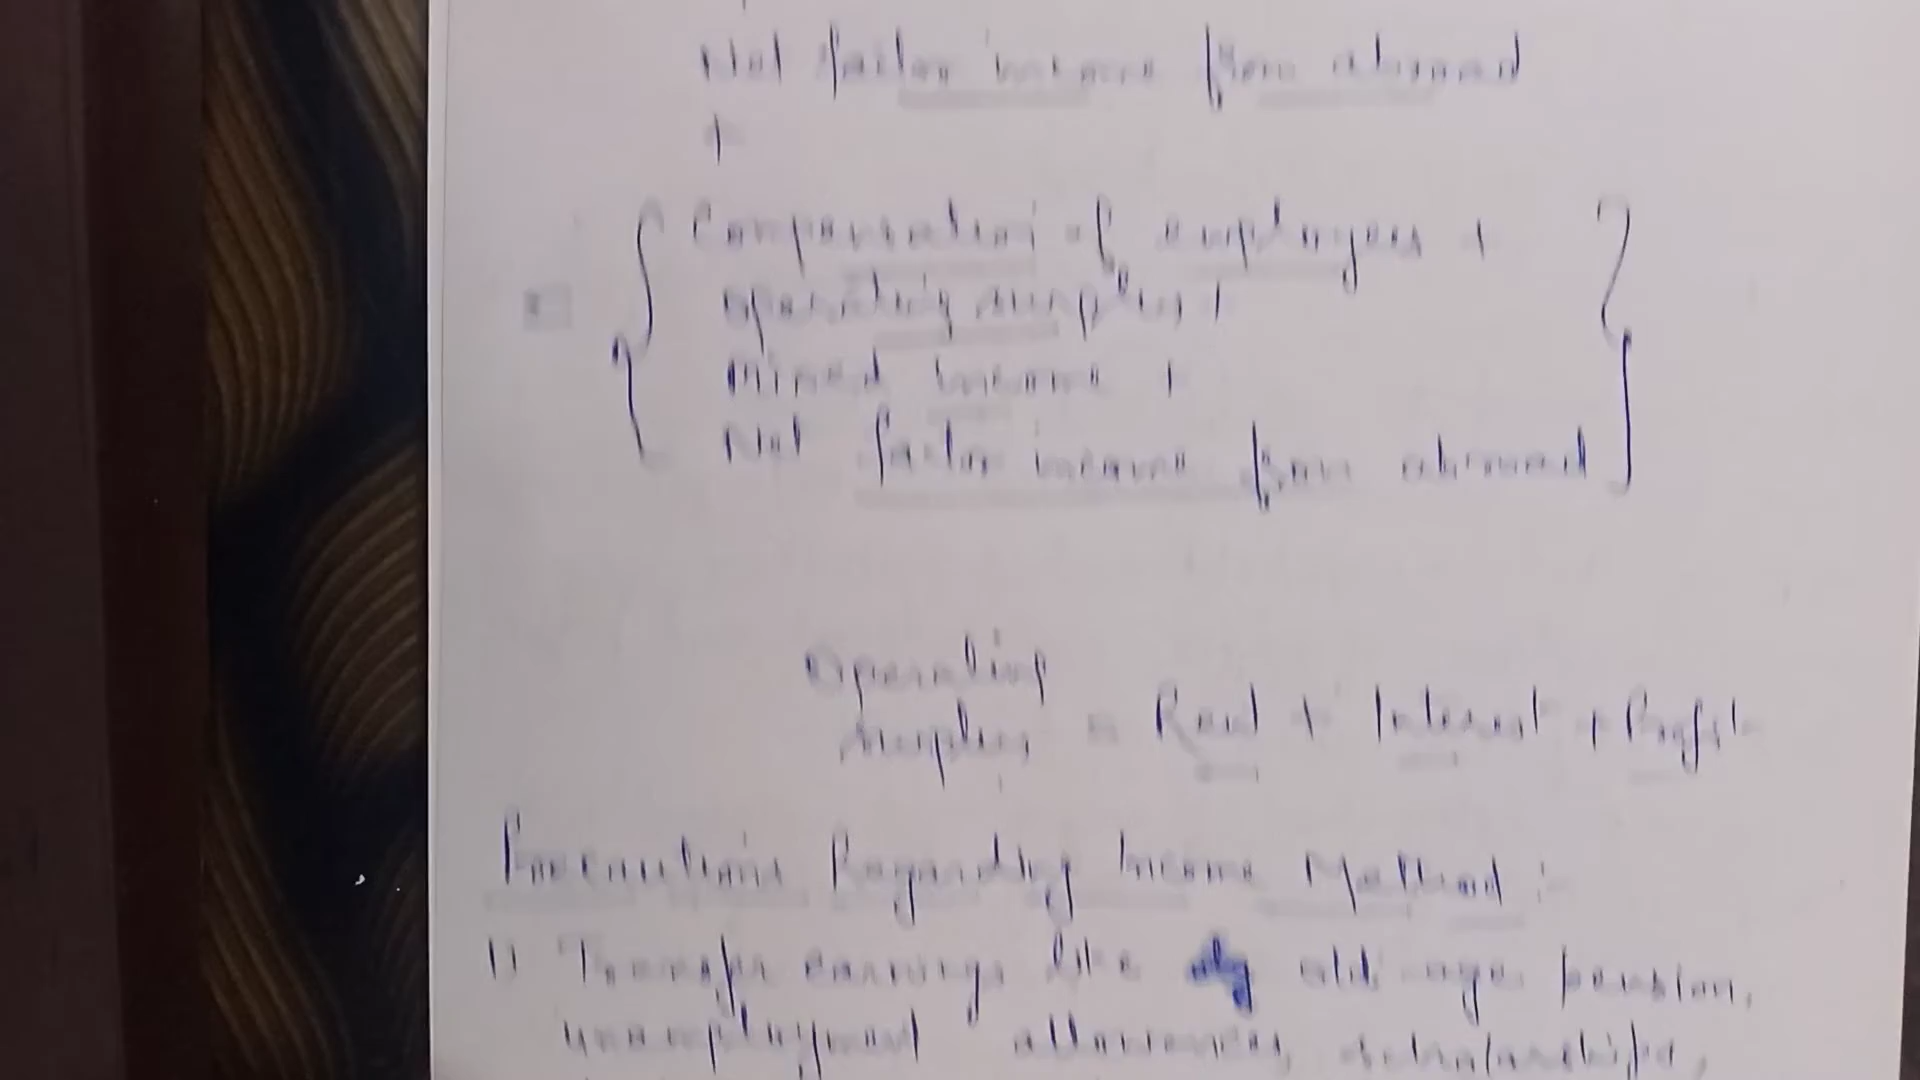 Net factor income from abroad
+
= { Compensation of employees +
operating surplus +
mixed income +
Net factor income from abroad }
Operating
surplus = Rent + Interest + Profit
Precautions Regarding Income Method :-
1) Transfer earnings like old age pension,
unemployment allowances, scholarships,